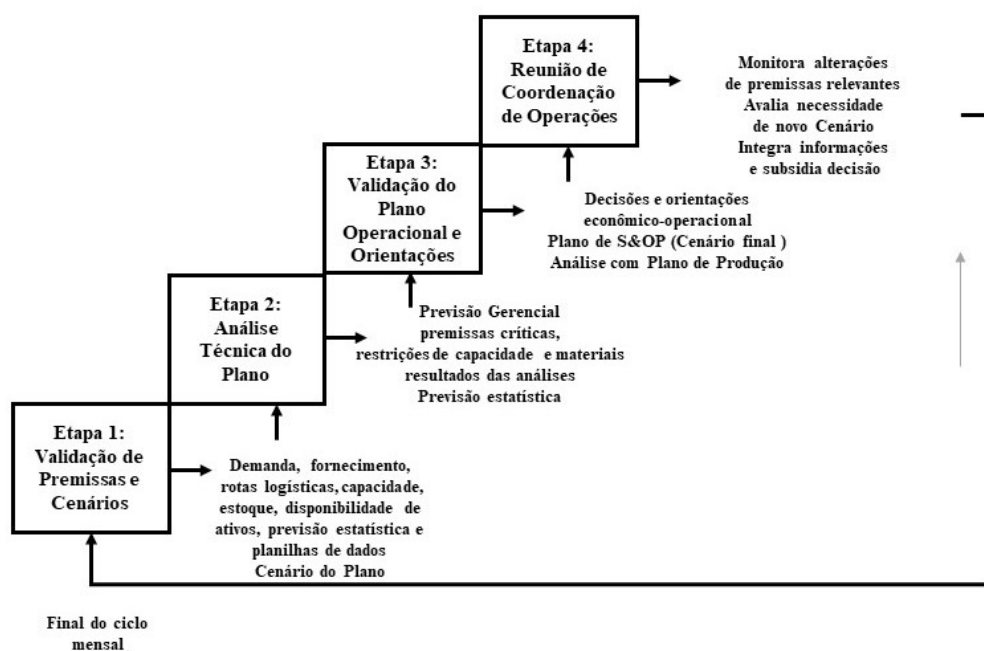 Etapa 4:
Reunião de
Coordenação
de Operações
Monitora alterações
de premissas relevantes
Avalia necessidade
de novo Cenário
Integra informações
e subsidia decisão
Etapa 3:
Validação do
Plano
Operacional e
Orientações
Decisões e orientações
econômico-operacional
Plano de S&OP (Cenário final )
Análise com Plano de Produção
Etapa 2:
Análise
Técnica do
Plano
Previsão Gerencial
premissas críticas,
restrições de capacidade e materiais
resultados das análises
Previsão estatística
Etapa 1:
Validação de
Premissas e
Cenários
Demanda, fornecimento,
rotas logísticas, capacidade,
estoque, disponibilidade de
ativos, previsão estatística e
planilhas de dados
Cenário do Plano
Final do ciclo
mensal